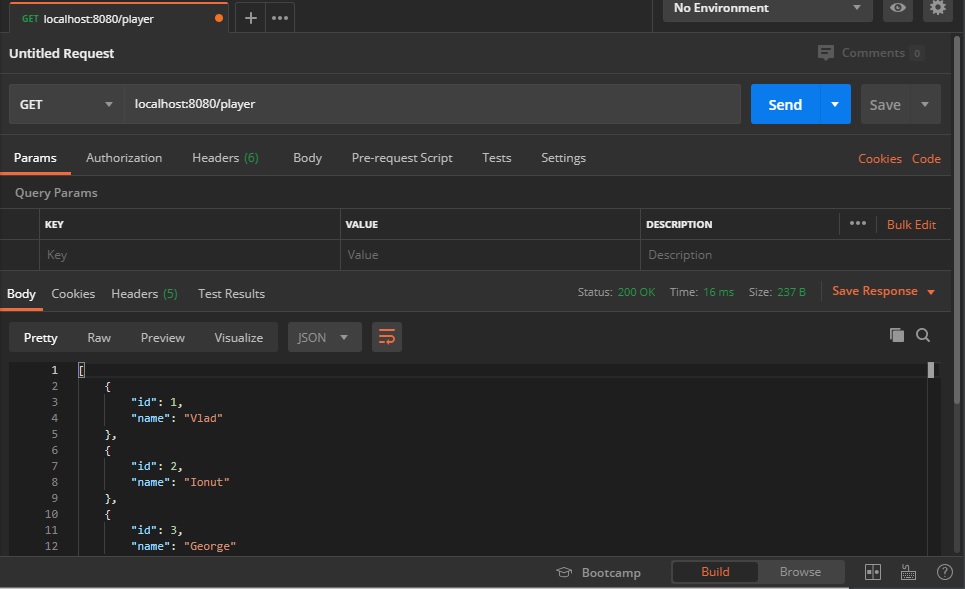 GET localhost:8080/player
No Environment
Untitled Request
Comments 0
GET localhost:8080/player Send Save
Params Authorization Headers (6) Body Pre-request Script Tests Settings Cookies Code
Query Params
KEY VALUE DESCRIPTION Bulk Edit
Key Value Description
Body Cookies Headers (5) Test Results Status: 200 OK Time: 16 ms Size: 237 B Save Response
Pretty Raw Preview Visualize JSON
1 [
2 {
3 "id": 1,
4 "name": "Vlad"
5 },
6 {
7 "id": 2,
8 "name": "Ionut"
9 },
10 {
11 "id": 3,
12 "name": "George"
Bootcamp Build Browse